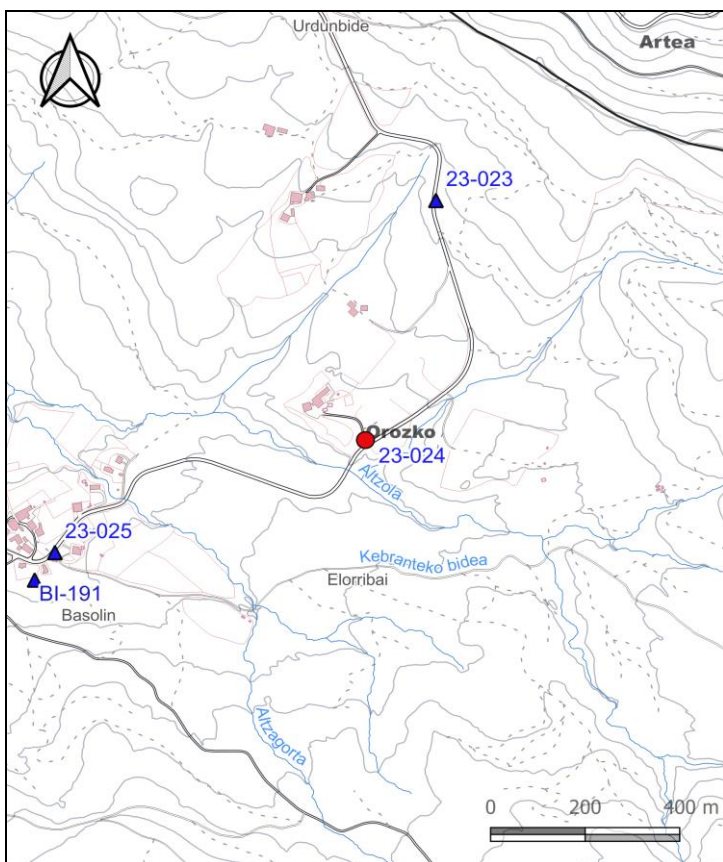 Urdunbide
Artea
23-023
Orozko
23-024
Altzola
23-025
Kebranteko bidea
Elorribai
BI-191
Basolin
Altzagorta
0 200 400 m